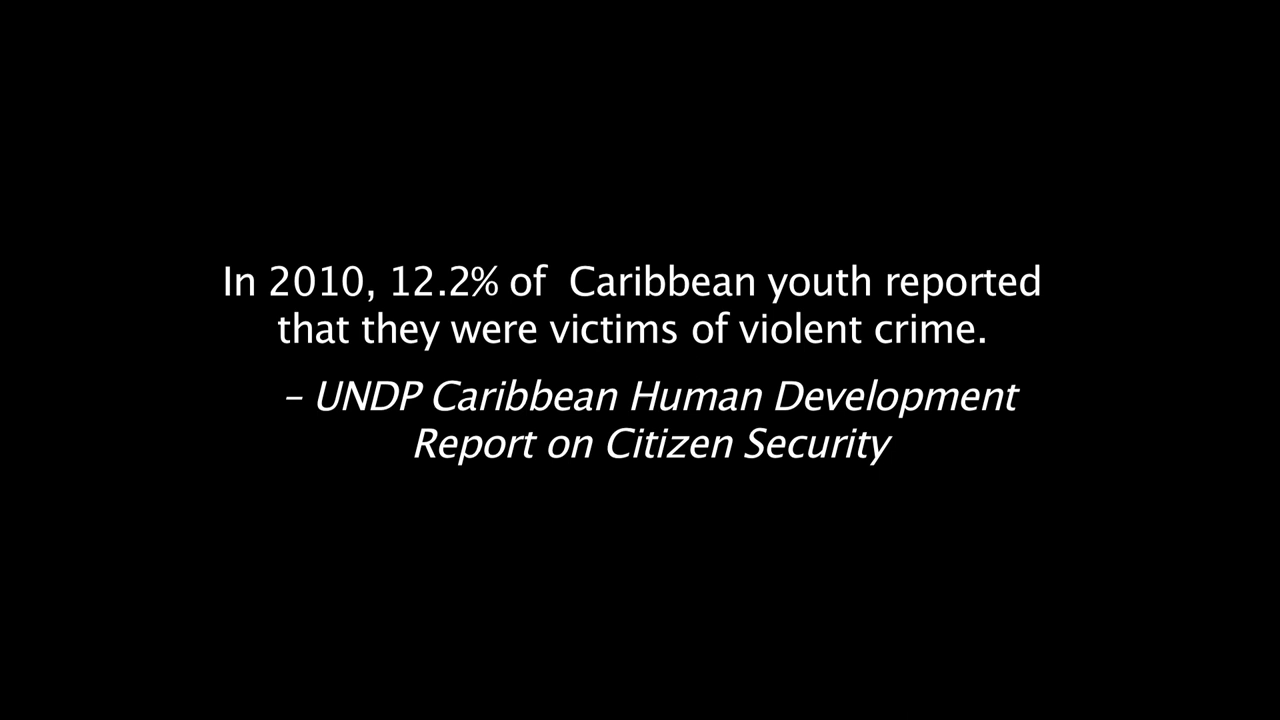 In 2010, 12.2% of  Caribbean youth reported
that they were victims of violent crime.
– UNDP Caribbean Human Development
Report on Citizen Security